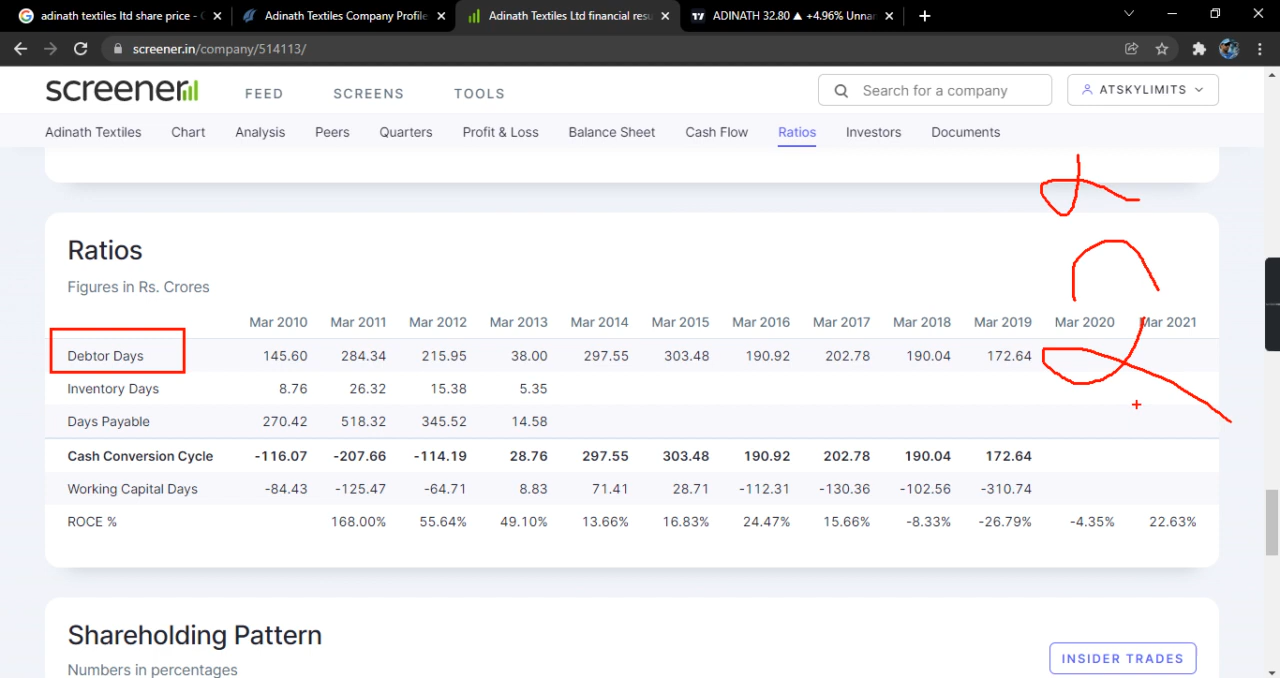 adinath textiles ltd share price -
Adinath Textiles Company Profile
Adinath Textiles Ltd financial resu
ADINATH 32.80 ▲ +4.96% Unnar
screener.in/company/514113/
screener
FEED
SCREENS
TOOLS
Search for a company
ATSKYLIMITS
Adinath Textiles Chart Analysis Peers Quarters Profit & Loss Balance Sheet Cash Flow Ratios Investors Documents
Ratios
Figures in Rs. Crores
Mar 2010 Mar 2011 Mar 2012 Mar 2013 Mar 2014 Mar 2015 Mar 2016 Mar 2017 Mar 2018 Mar 2019 Mar 2020 Mar 2021
Debtor Days 145.60 284.34 215.95 38.00 297.55 303.48 190.92 202.78 190.04 172.64
Inventory Days 8.76 26.32 15.38 5.35
Days Payable 270.42 518.32 345.52 14.58
Cash Conversion Cycle -116.07 -207.66 -114.19 28.76 297.55 303.48 190.92 202.78 190.04 172.64
Working Capital Days -84.43 -125.47 -64.71 8.83 71.41 28.71 -112.31 -130.36 -102.56 -310.74
ROCE % 168.00% 55.64% 49.10% 13.66% 16.83% 24.47% 15.66% -8.33% -26.79% -4.35% 22.63%
Shareholding Pattern
Numbers in percentages
INSIDER TRADES